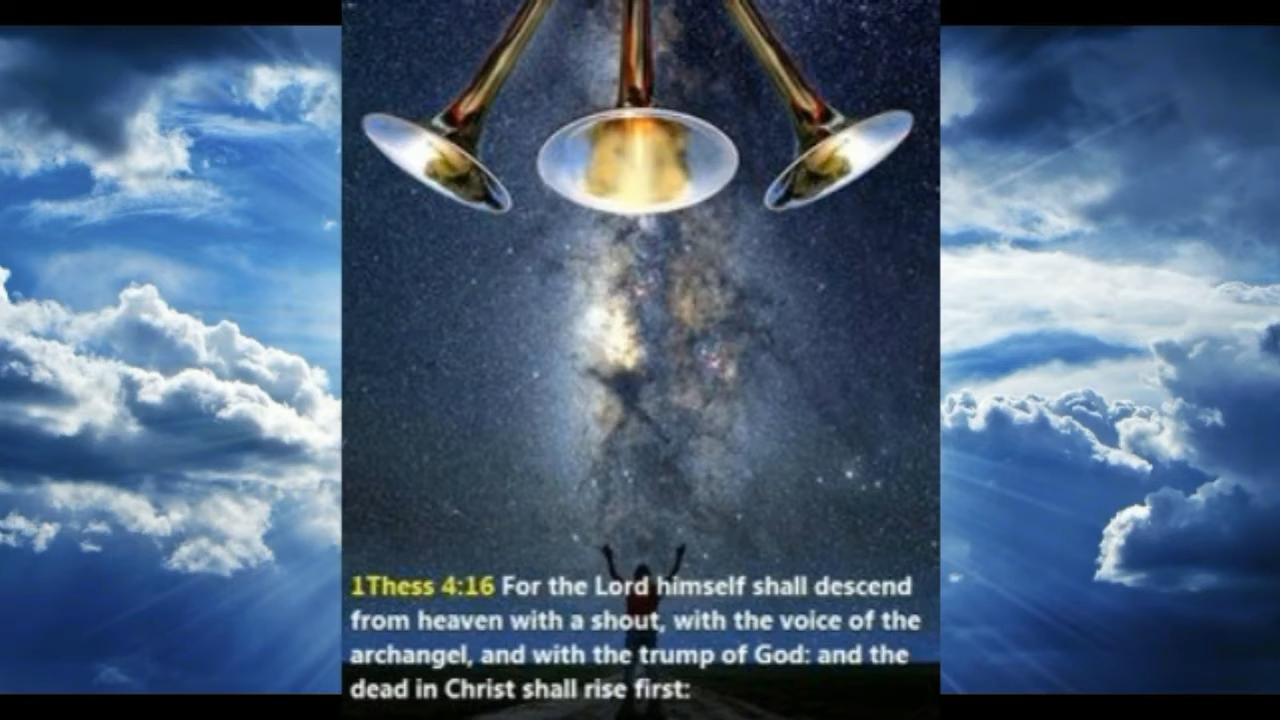 1Thess 4:16 For the Lord himself shall descend
from heaven with a shout, with the voice of the
archangel, and with the trump of God: and the
dead in Christ shall rise first: